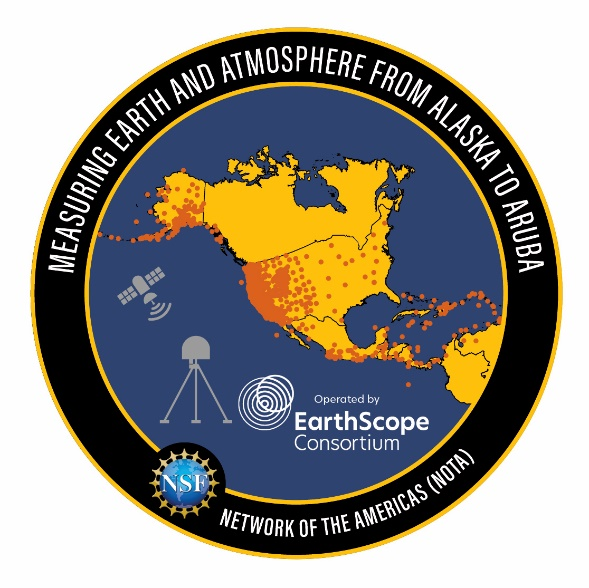 MEASURING EARTH AND ATMOSPHERE FROM ALASKA TO ARUBA
Operated by
EarthScope
Consortium
NSF
NETWORK OF THE AMERICAS (NOTA)